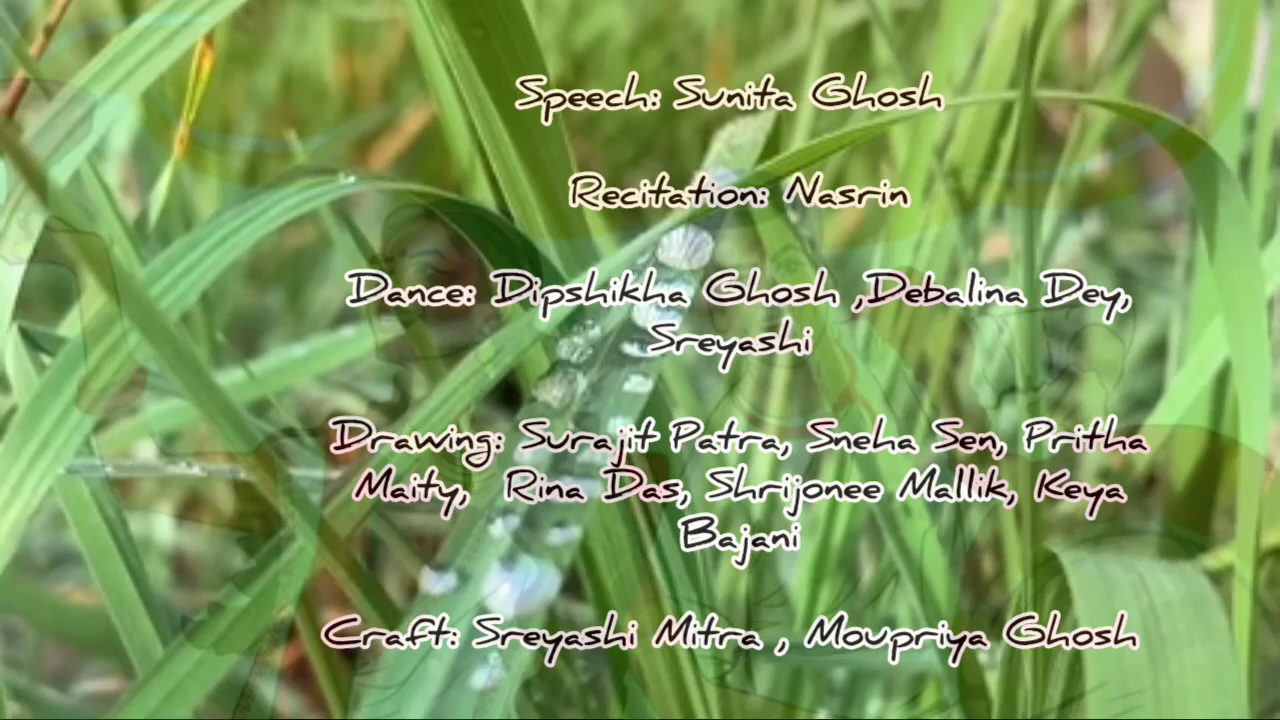 Speech: Sunita Ghosh
Recitation: Nasrin
Dance: Dipshikha Ghosh ,Debalina Dey,
Sreyashi
Drawing: Surajit Patra, Sneha Sen, Pritha
Maity, Rina Das, Shrijonee Mallik, Keya
Bajani
Craft: Sreyashi Mitra , Moupriya Ghosh